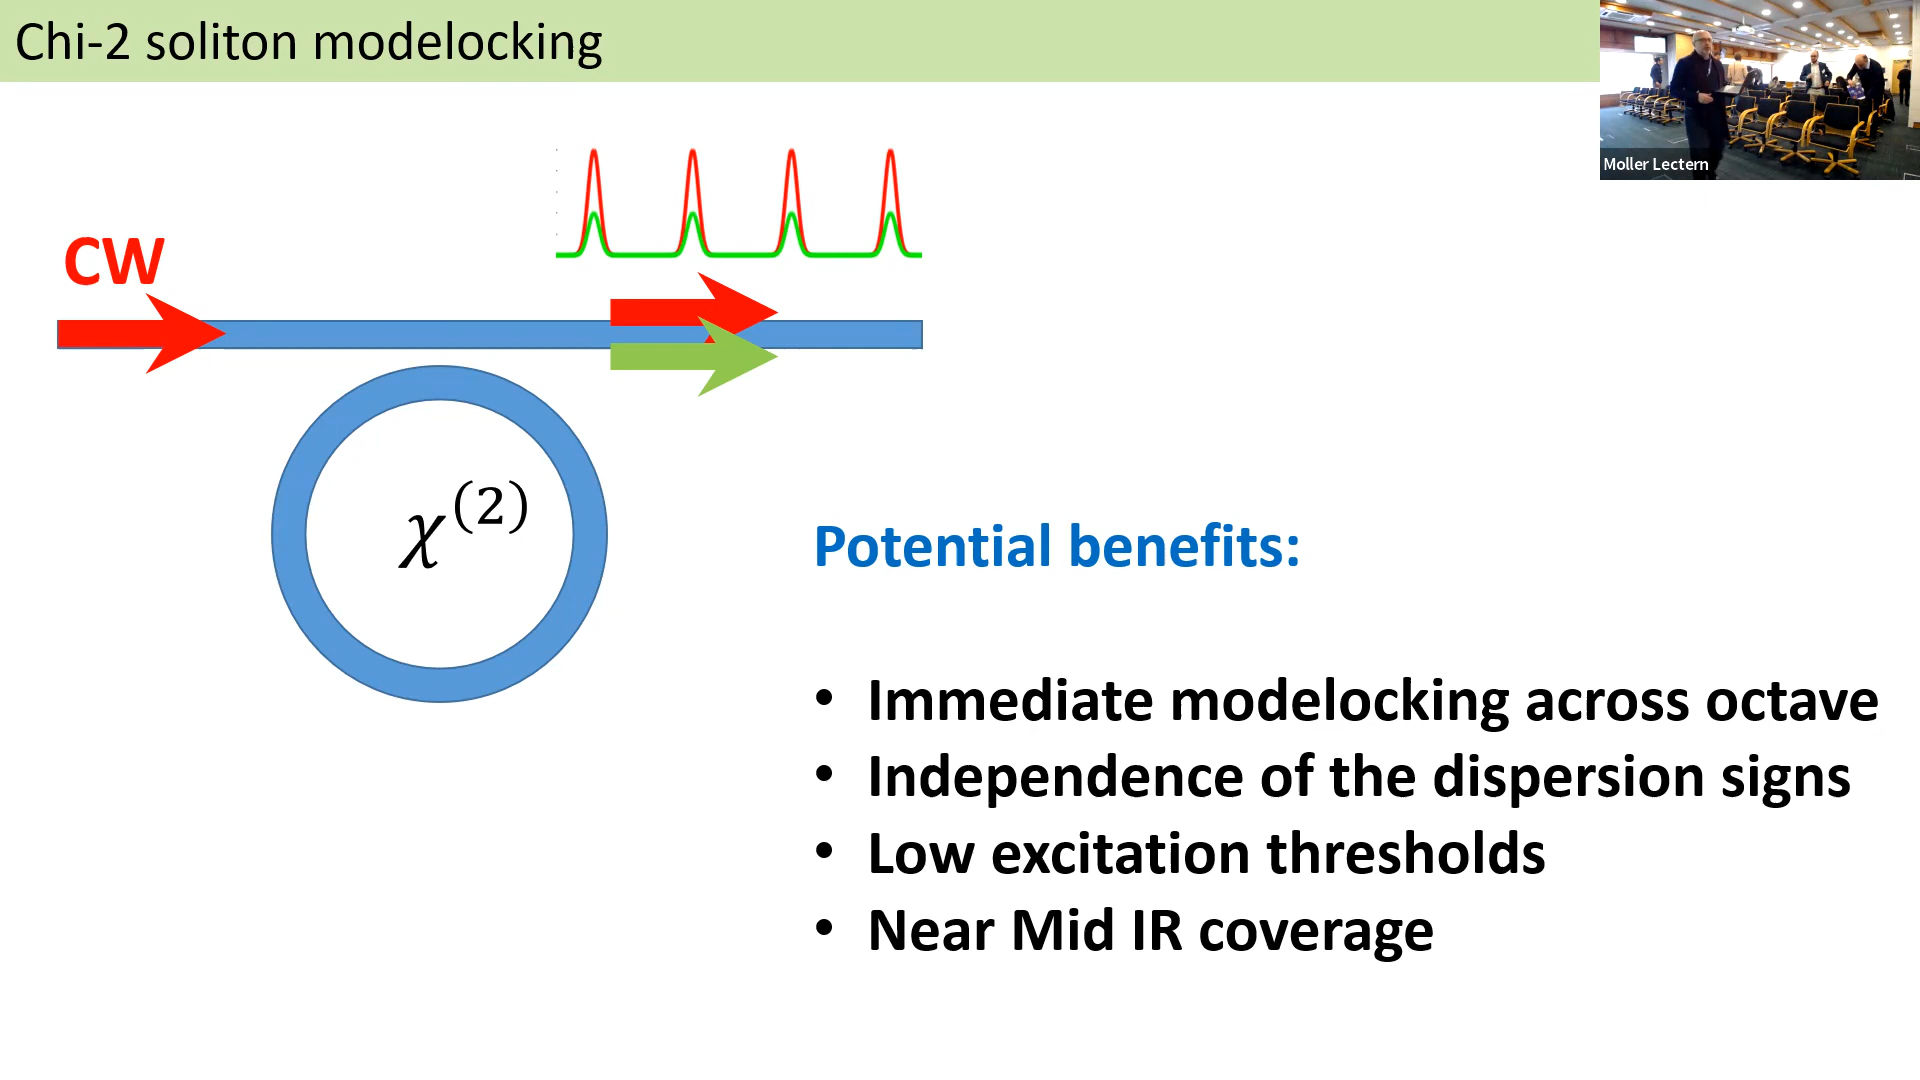 Chi-2 soliton modelocking
Moller Lectern
CW
χ⁽²⁾
Potential benefits:
• Immediate modelocking across octave
• Independence of the dispersion signs
• Low excitation thresholds
• Near Mid IR coverage